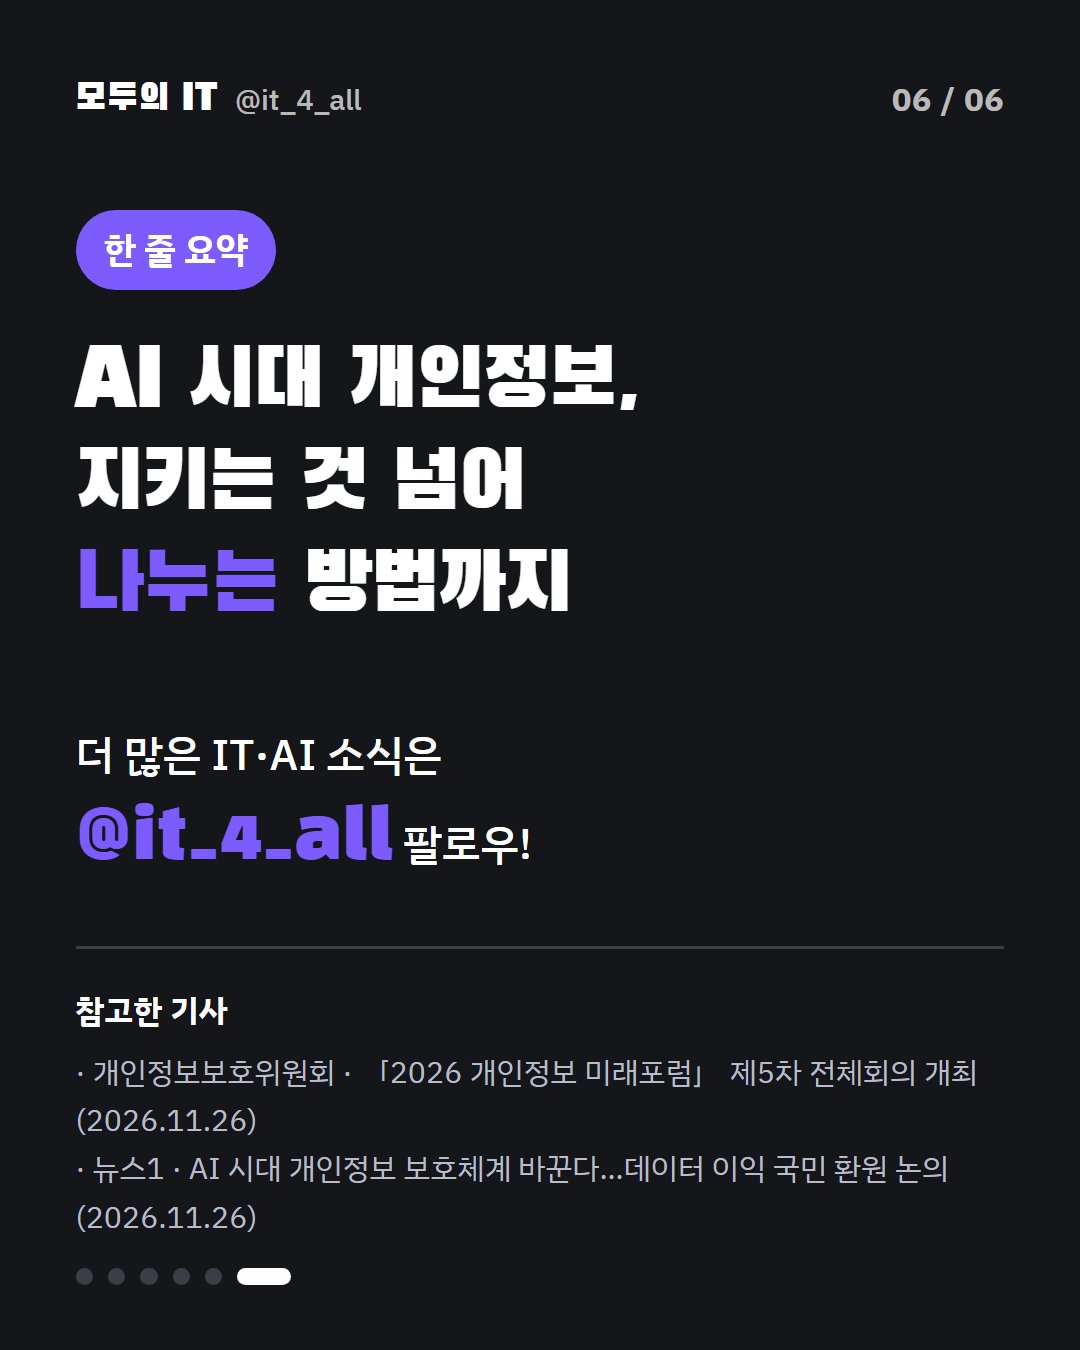 모두의 IT @it_4_all
06 / 06
한 줄 요약
AI 시대 개인정보,
지키는 것 넘어
나누는 방법까지
더 많은 IT·AI 소식은
@it_4_all 팔로우!
참고한 기사
· 개인정보보호위원회 · 「2026 개인정보 미래포럼」 제5차 전체회의 개최
(2026.11.26)
· 뉴스1 · AI 시대 개인정보 보호체계 바꾼다…데이터 이익 국민 환원 논의
(2026.11.26)